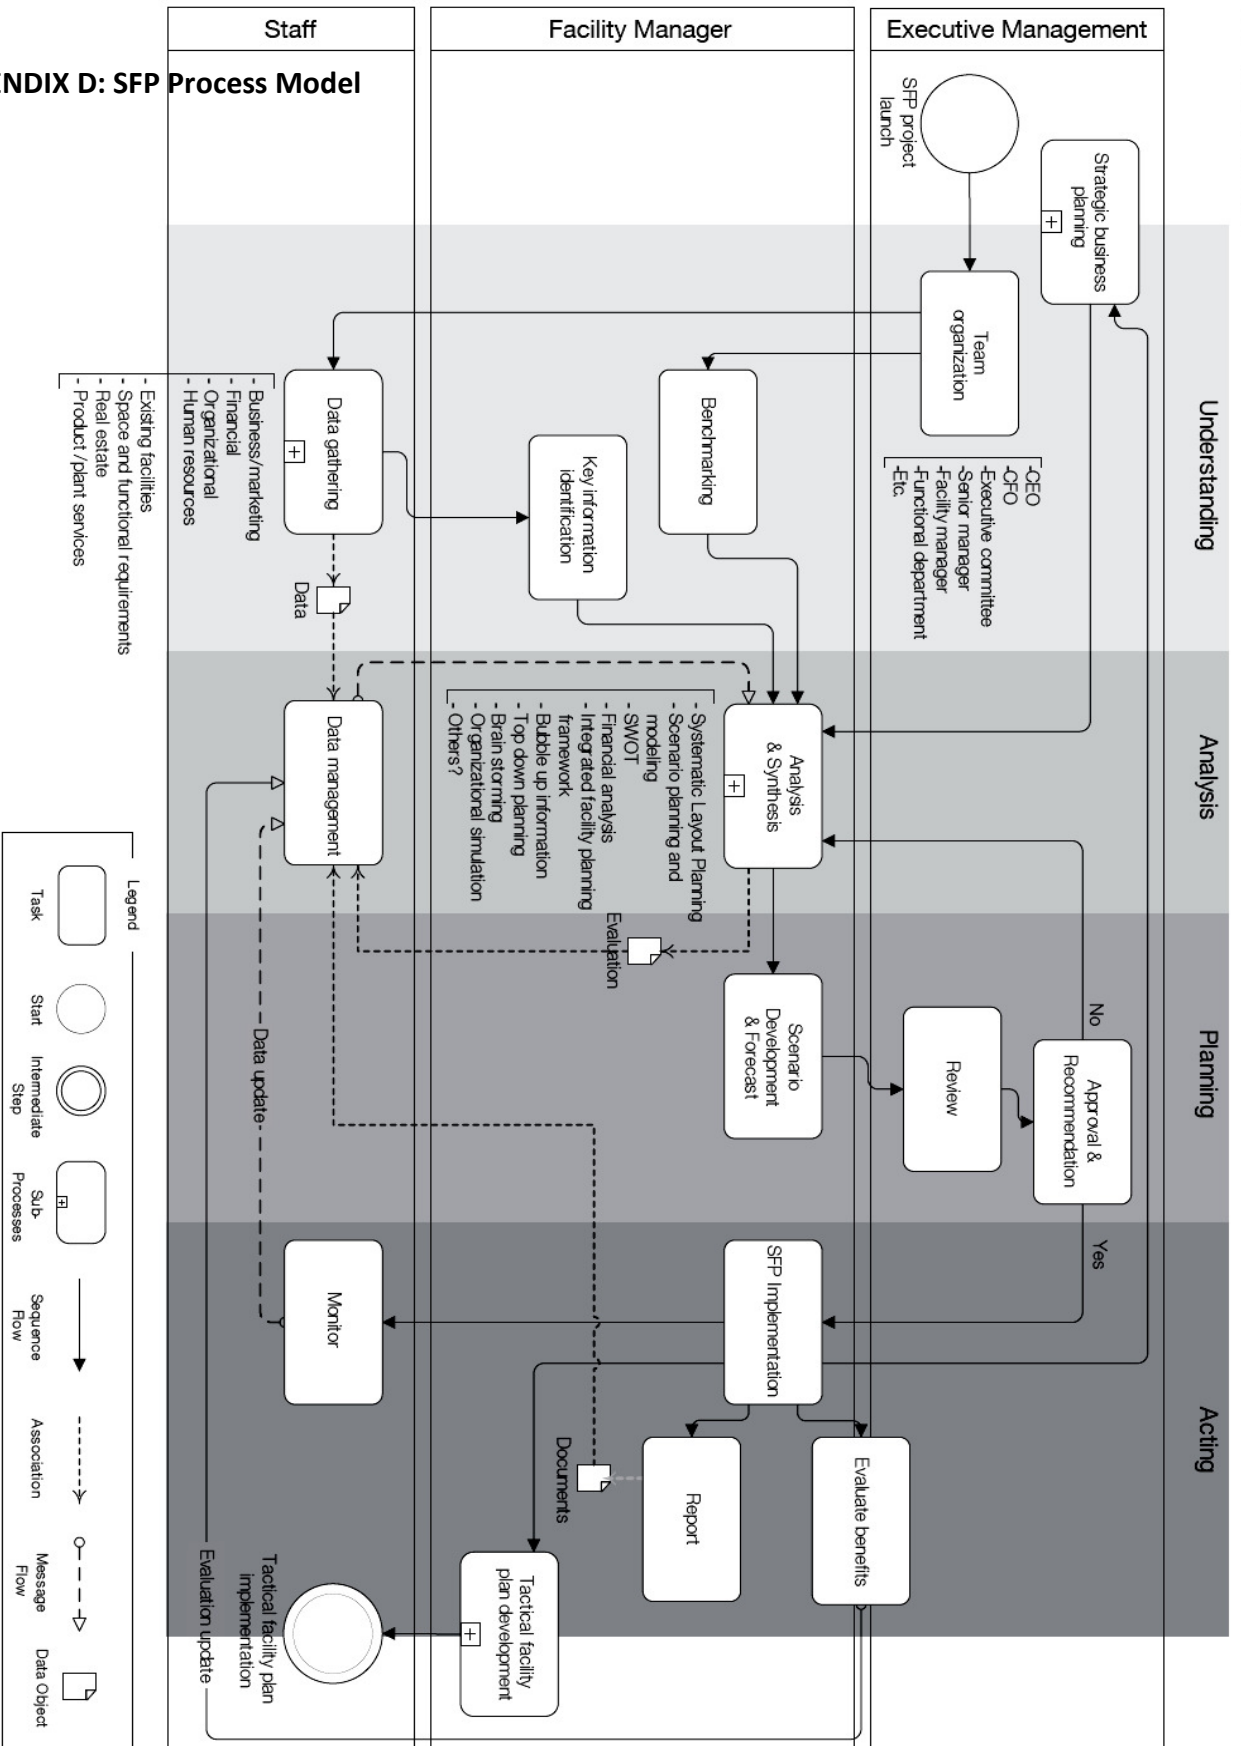 Staff
Facility Manager
Executive Management
ENDIX D: SFP Process Model
SFP project
launch
Strategic business
planning
Understanding
Team
organization
-CEO
-CFO
-Executive committee
-Senior manager
-Facility manager
-Functional department
-Etc.
Benchmarking
Key information
identification
Data gathering
- Business/marketing
- Financial
- Organizational
- Human resources
- Existing facilities
- Space and functional requirements
- Real estate
- Product /plant services
Data
Analysis
Analysis
& Synthesis
- Systematic Layout Planning
- Scenario planning and
modeling
- SWOT
- Financial analysis
- Integrated facility planning
framework
- Bubble up information
- Top down planning
- Brain storming
- Organizational simulation
- Others?
Data management
Evaluation
Planning
No
Approval &
Recommendation
Yes
Review
Scenario
Development
& Forecast
Data update
Acting
SFP Implementation
Monitor
Evaluate benefits
Report
Documents
Tactical facility
plan development
Tactical facility plan
implementation
Evaluation update
Legend
Task
Start
Intermediate
Step
Sub-
Processes
Sequence
Flow
Association
Message
Flow
Data Object